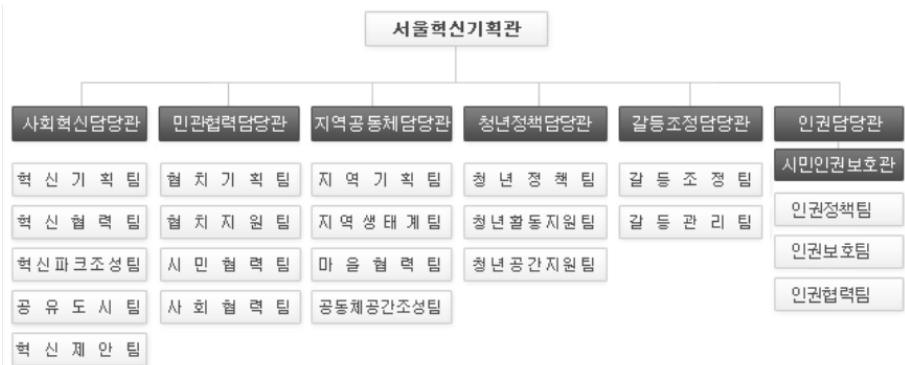 서울혁신기획관
사회혁신담당관
혁신기획팀
혁신협력팀
혁신파크조성팀
공유도시팀
혁신제안팀
민관협력담당관
협치기획팀
협치지원팀
시민협력팀
사회협력팀
지역공동체담당관
지역기획팀
지역생태계팀
마을협력팀
공동체공간조성팀
청년정책담당관
청년정책팀
청년활동지원팀
청년공간지원팀
갈등조정담당관
갈등조정팀
갈등관리팀
인권담당관
시민인권보호관
인권정책팀
인권보호팀
인권협력팀